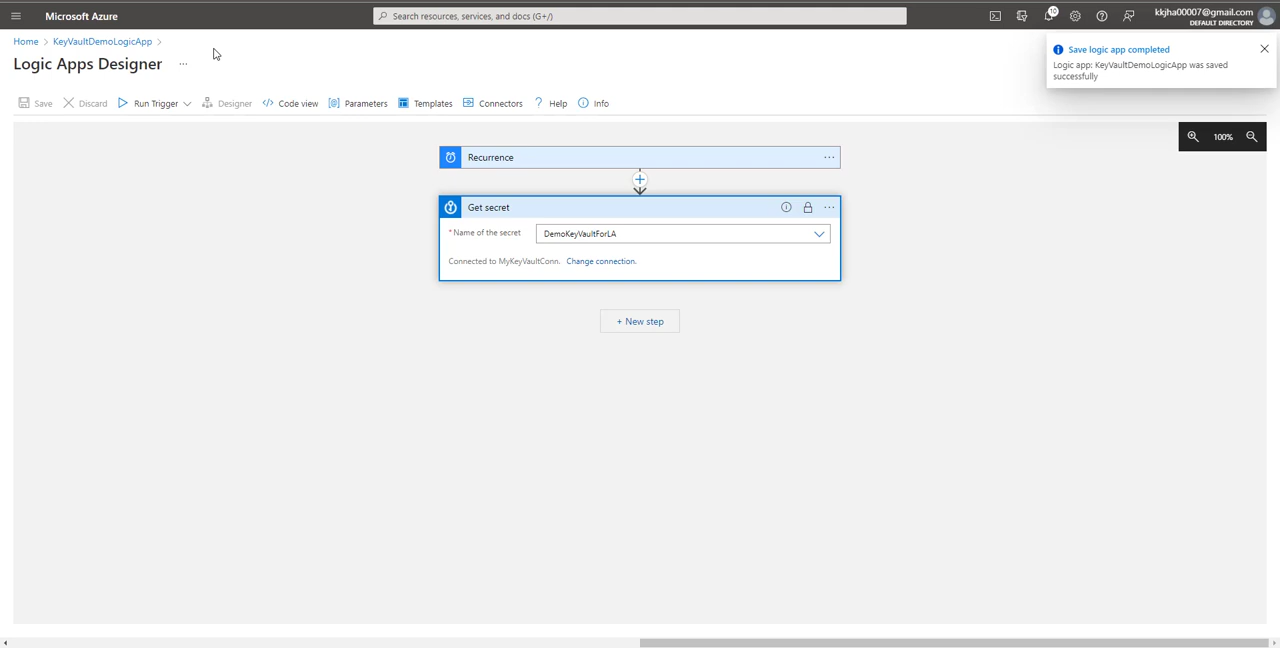 Microsoft Azure
Search resources, services, and docs (G+/)
10
kkjha00007@gmail.com
DEFAULT DIRECTORY
Home > KeyVaultDemoLogicApp >
Logic Apps Designer ...
Save logic app completed
Logic app: KeyVaultDemoLogicApp was saved
successfully
Save Discard Run Trigger Designer Code view Parameters Templates Connectors Help Info
100%
Recurrence
Get secret
*Name of the secret
DemoKeyVaultForLA
Connected to MyKeyVaultConn. Change connection.
+ New step